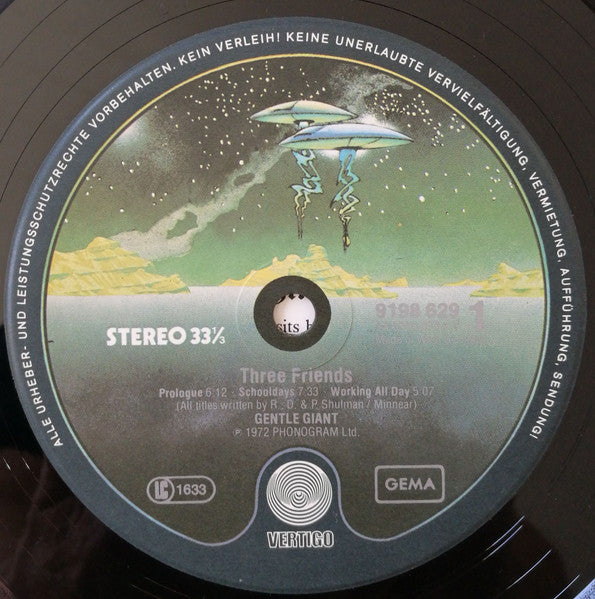 ALLE URHEBER- UND LEISTUNGSSCHUTZRECHTE VORBEHALTEN. KEIN VERLEIH! KEINE UNERLAUBTE VERVIELFÄLTIGUNG, VERMIETUNG, AUFFÜHRUNG, SENDUNG!
sits
STEREO 33⅓
9198 629 1
Three Friends
Prologue 6:12 · Schooldays 7:33 · Working All Day 5:07
(All titles written by R.-D. & P. Shulman / Minnear)
GENTLE GIANT
℗ 1972 PHONOGRAM Ltd.
LC 1633
GEMA
VERTIGO